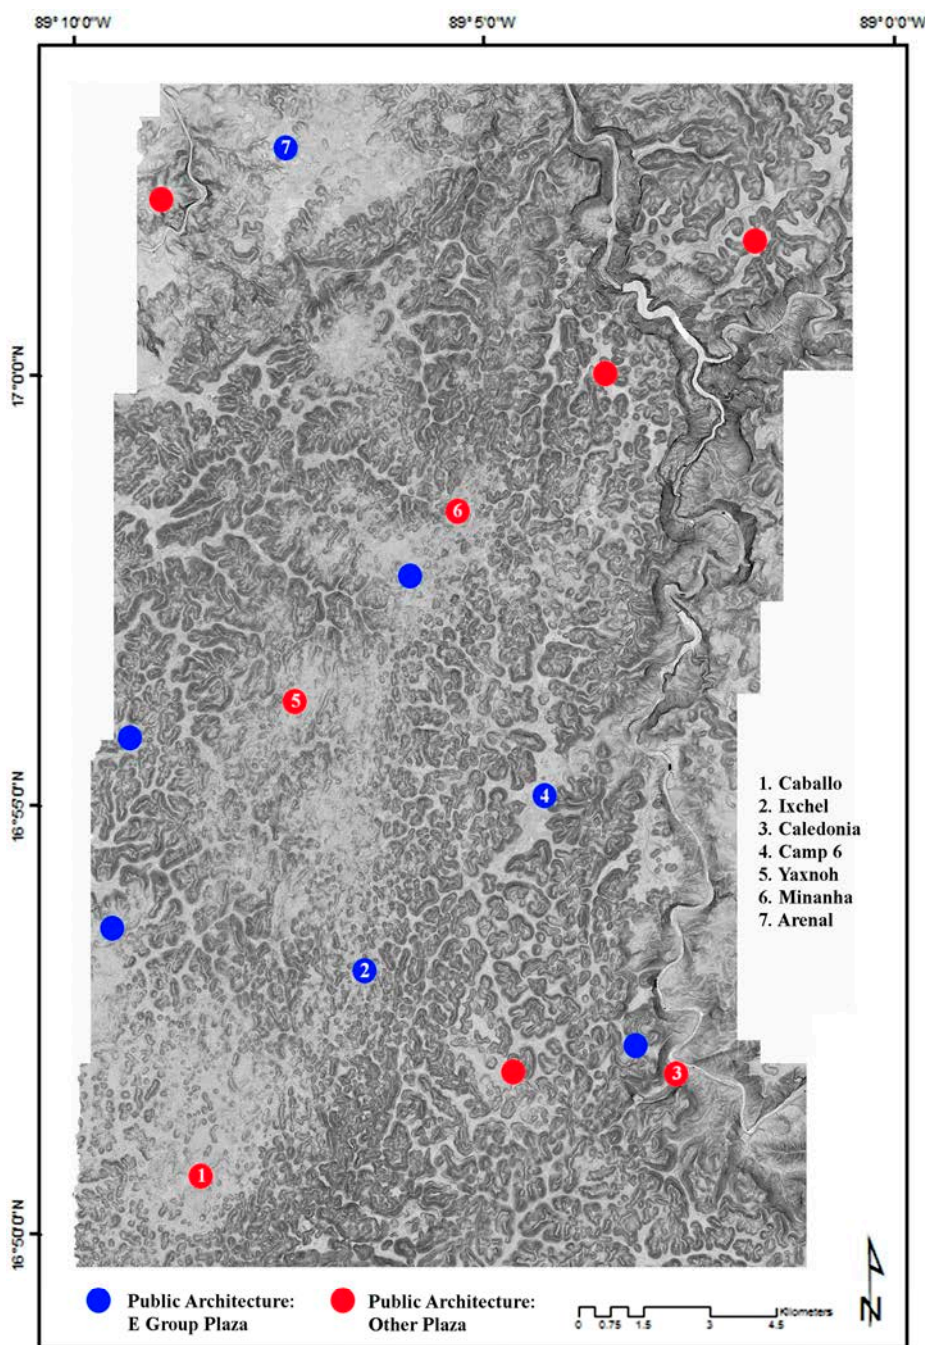 89°10'0"W 89°5'0"W 89°0'0"W
7
17°0'0"N
6
5
4
16°55'0"N
1. Caballo
2. Ixchel
3. Caledonia
4. Camp 6
5. Yaxnoh
6. Minanha
7. Arenal
2
3
1
16°50'0"N
Public Architecture:
E Group Plaza
Public Architecture:
Other Plaza
Kilometers
0 0.75 1.5 3 4.5
N